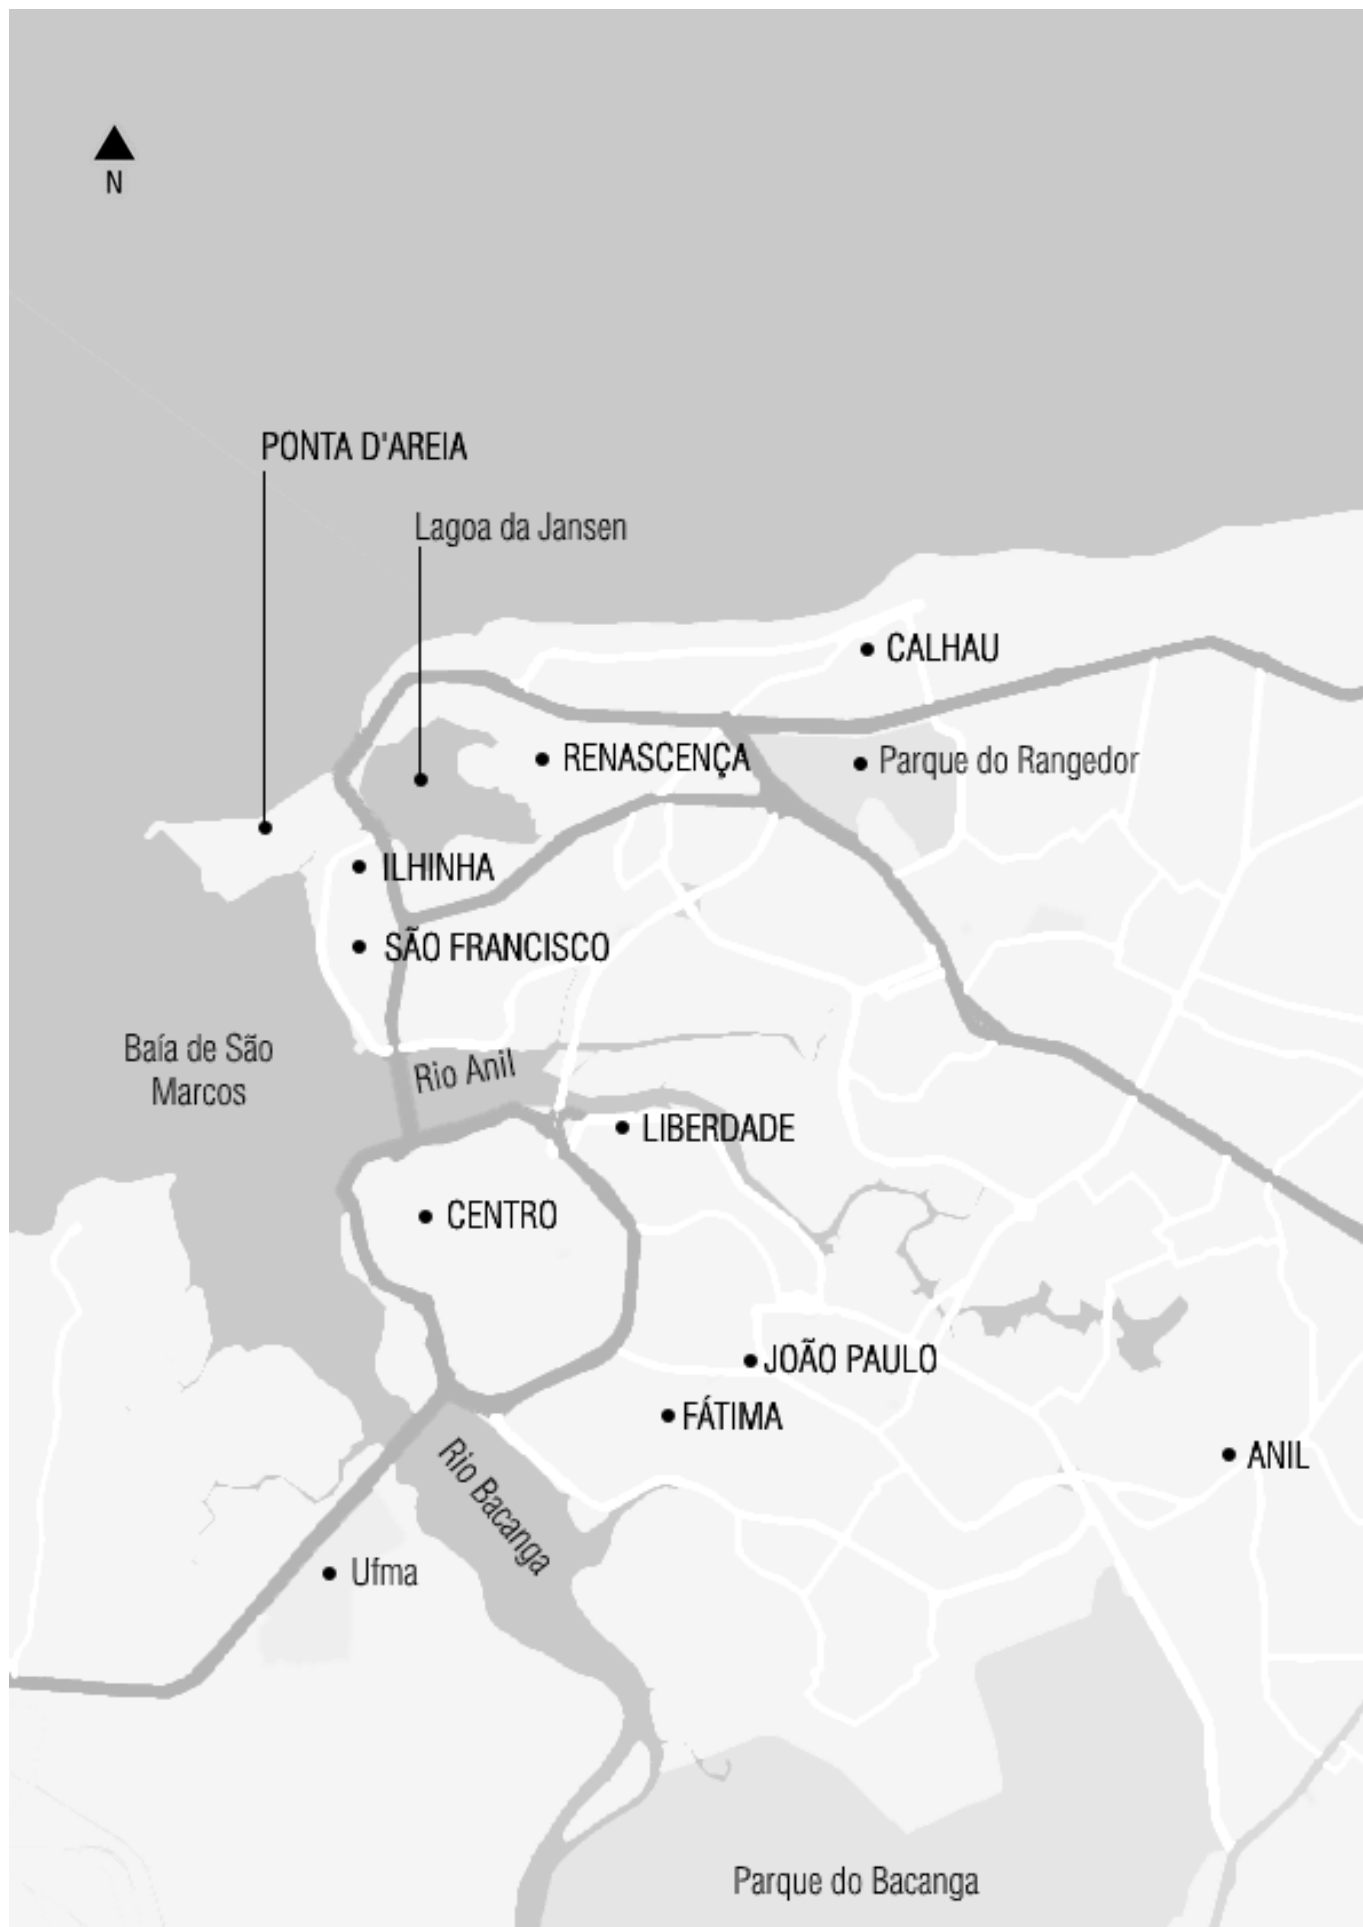 N
PONTA D'AREIA
Lagoa da Jansen
CALHAU
RENASCENÇA
Parque do Rangedor
ILHINHA
SÃO FRANCISCO
Baía de São
Marcos
Rio Anil
LIBERDADE
CENTRO
JOÃO PAULO
FÁTIMA
ANIL
Rio Bacanga
Ufma
Parque do Bacanga